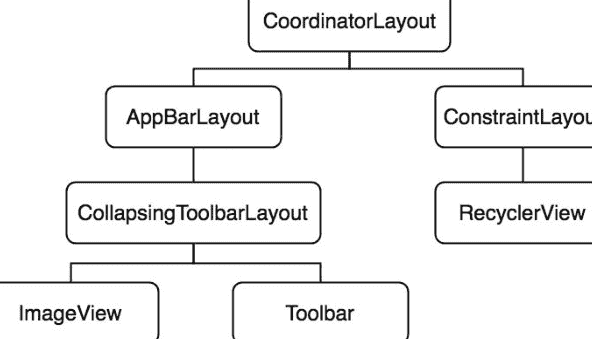 CoordinatorLayout
AppBarLayout
ConstraintLayou
CollapsingToolbarLayout
RecyclerView
ImageView
Toolbar